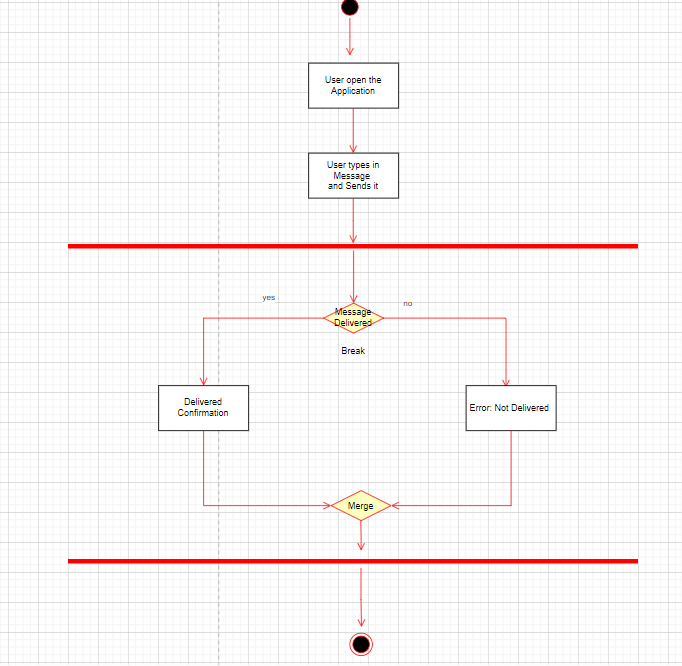 User open the
Application
User types in
Message
and Sends it
yes
no
Message
Delivered
Break
Delivered
Confirmation
Error: Not Delivered
Merge